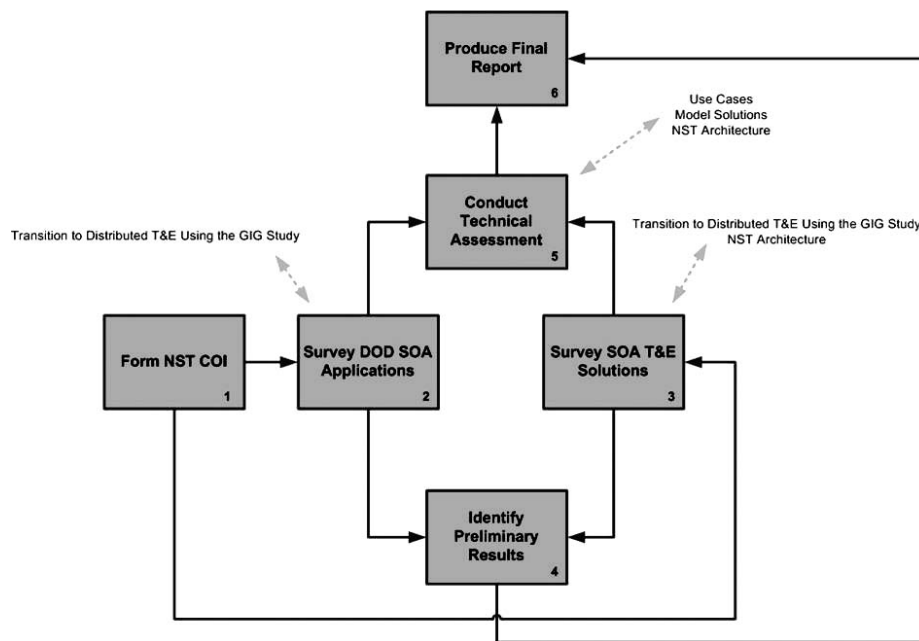 Produce Final
Report
6
Use Cases
Model Solutions
NST Architecture
Conduct
Technical
Assessment
5
Transition to Distributed T&E Using the GIG Study
Transition to Distributed T&E Using the GIG Study
NST Architecture
Form NST COI
1
Survey DOD SOA
Applications
2
Survey SOA T&E
Solutions
3
Identify
Preliminary
Results
4